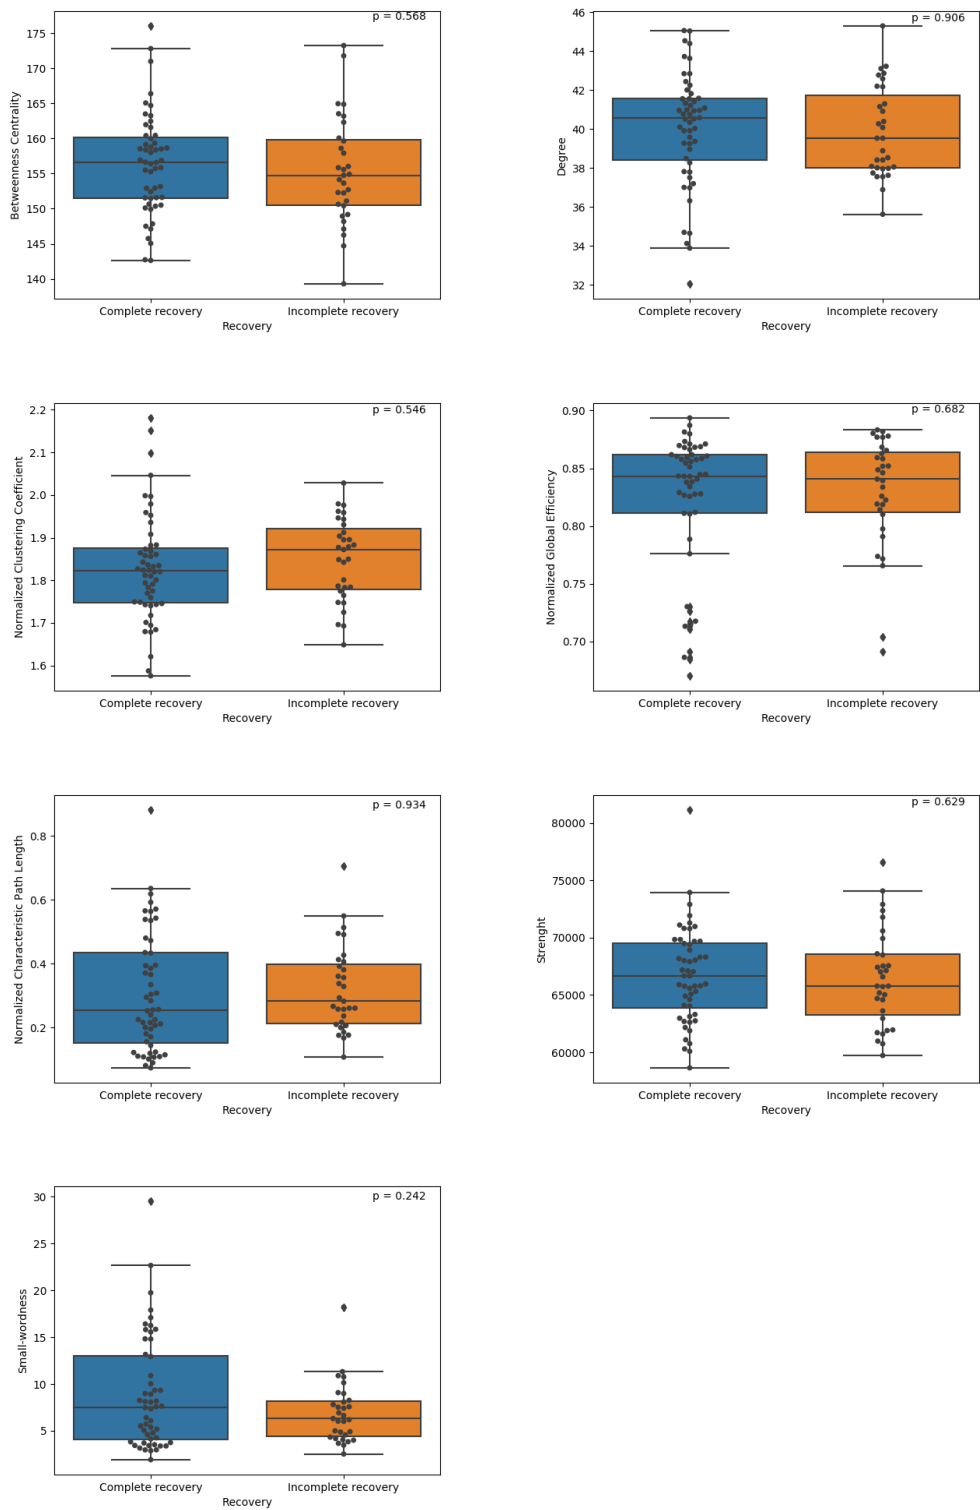 p = 0.568
175
170
165
160
155
150
145
140
Betweenness Centrality
Complete recovery
Incomplete recovery
Recovery
p = 0.906
46
44
42
40
38
36
34
32
Degree
Complete recovery
Incomplete recovery
Recovery
p = 0.546
2.2
2.1
2.0
1.9
1.8
1.7
1.6
Normalized Clustering Coefficient
Complete recovery
Incomplete recovery
Recovery
p = 0.682
0.90
0.85
0.80
0.75
0.70
Normalized Global Efficiency
Complete recovery
Incomplete recovery
Recovery
p = 0.934
0.8
0.6
0.4
0.2
Normalized Characteristic Path Length
Complete recovery
Incomplete recovery
Recovery
p = 0.629
80000
75000
70000
65000
60000
Strenght
Complete recovery
Incomplete recovery
Recovery
p = 0.242
30
25
20
15
10
5
Small-wordness
Complete recovery
Incomplete recovery
Recovery